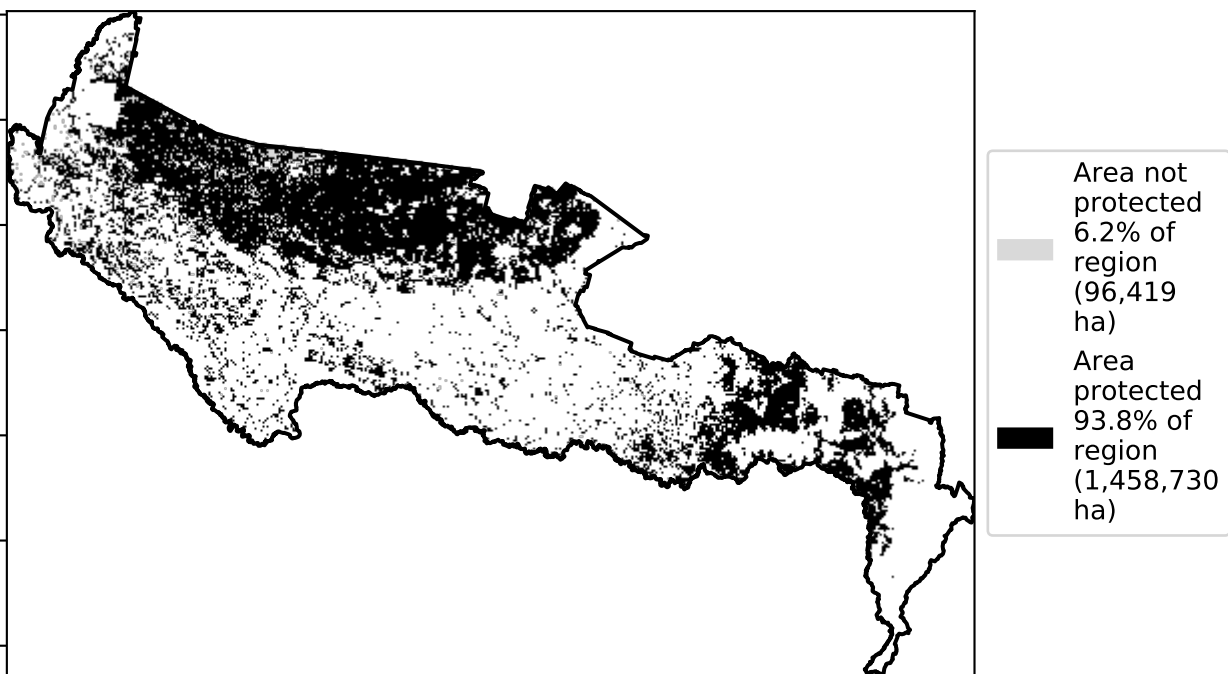 Area not
protected
6.2% of
region
(96,419
ha)
Area
protected
93.8% of
region
(1,458,730
ha)